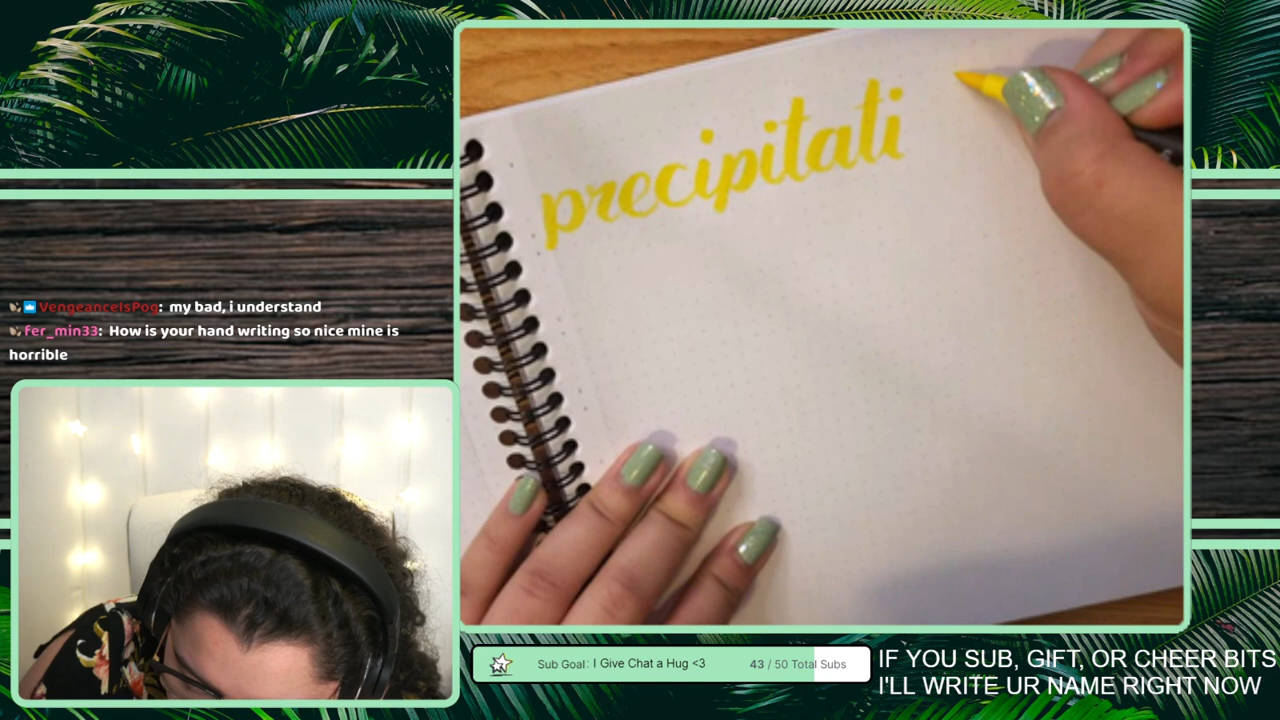 precipitati
VengeanceIsPog: my bad, i understand
fer_min33: How is your hand writing so nice mine is
horrible
Sub Goal: I Give Chat a Hug <3 43 / 50 Total Subs
IF YOU SUB, GIFT, OR CHEER BITS
I'LL WRITE UR NAME RIGHT NOW